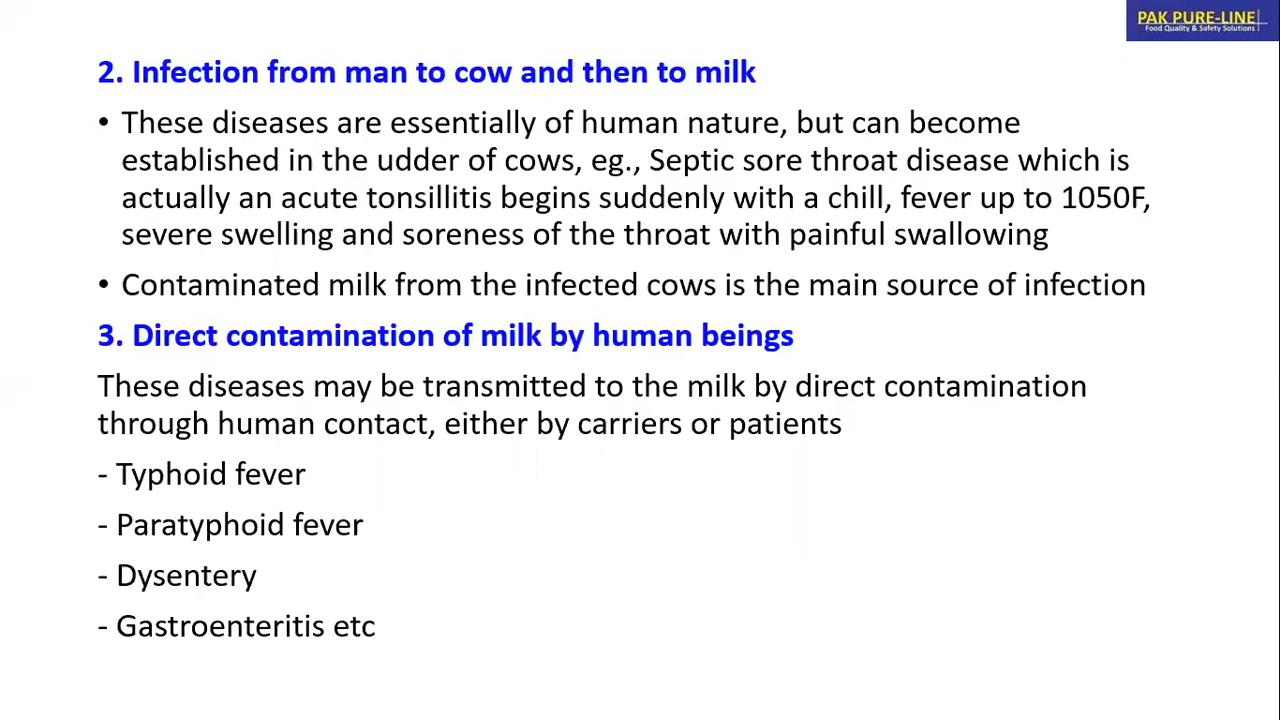 PAK PURE-LINE
Food Quality & Safety Solutions
2. Infection from man to cow and then to milk
• These diseases are essentially of human nature, but can become
established in the udder of cows, eg., Septic sore throat disease which is
actually an acute tonsillitis begins suddenly with a chill, fever up to 1050F,
severe swelling and soreness of the throat with painful swallowing
• Contaminated milk from the infected cows is the main source of infection
3. Direct contamination of milk by human beings
These diseases may be transmitted to the milk by direct contamination
through human contact, either by carriers or patients
- Typhoid fever
- Paratyphoid fever
- Dysentery
- Gastroenteritis etc